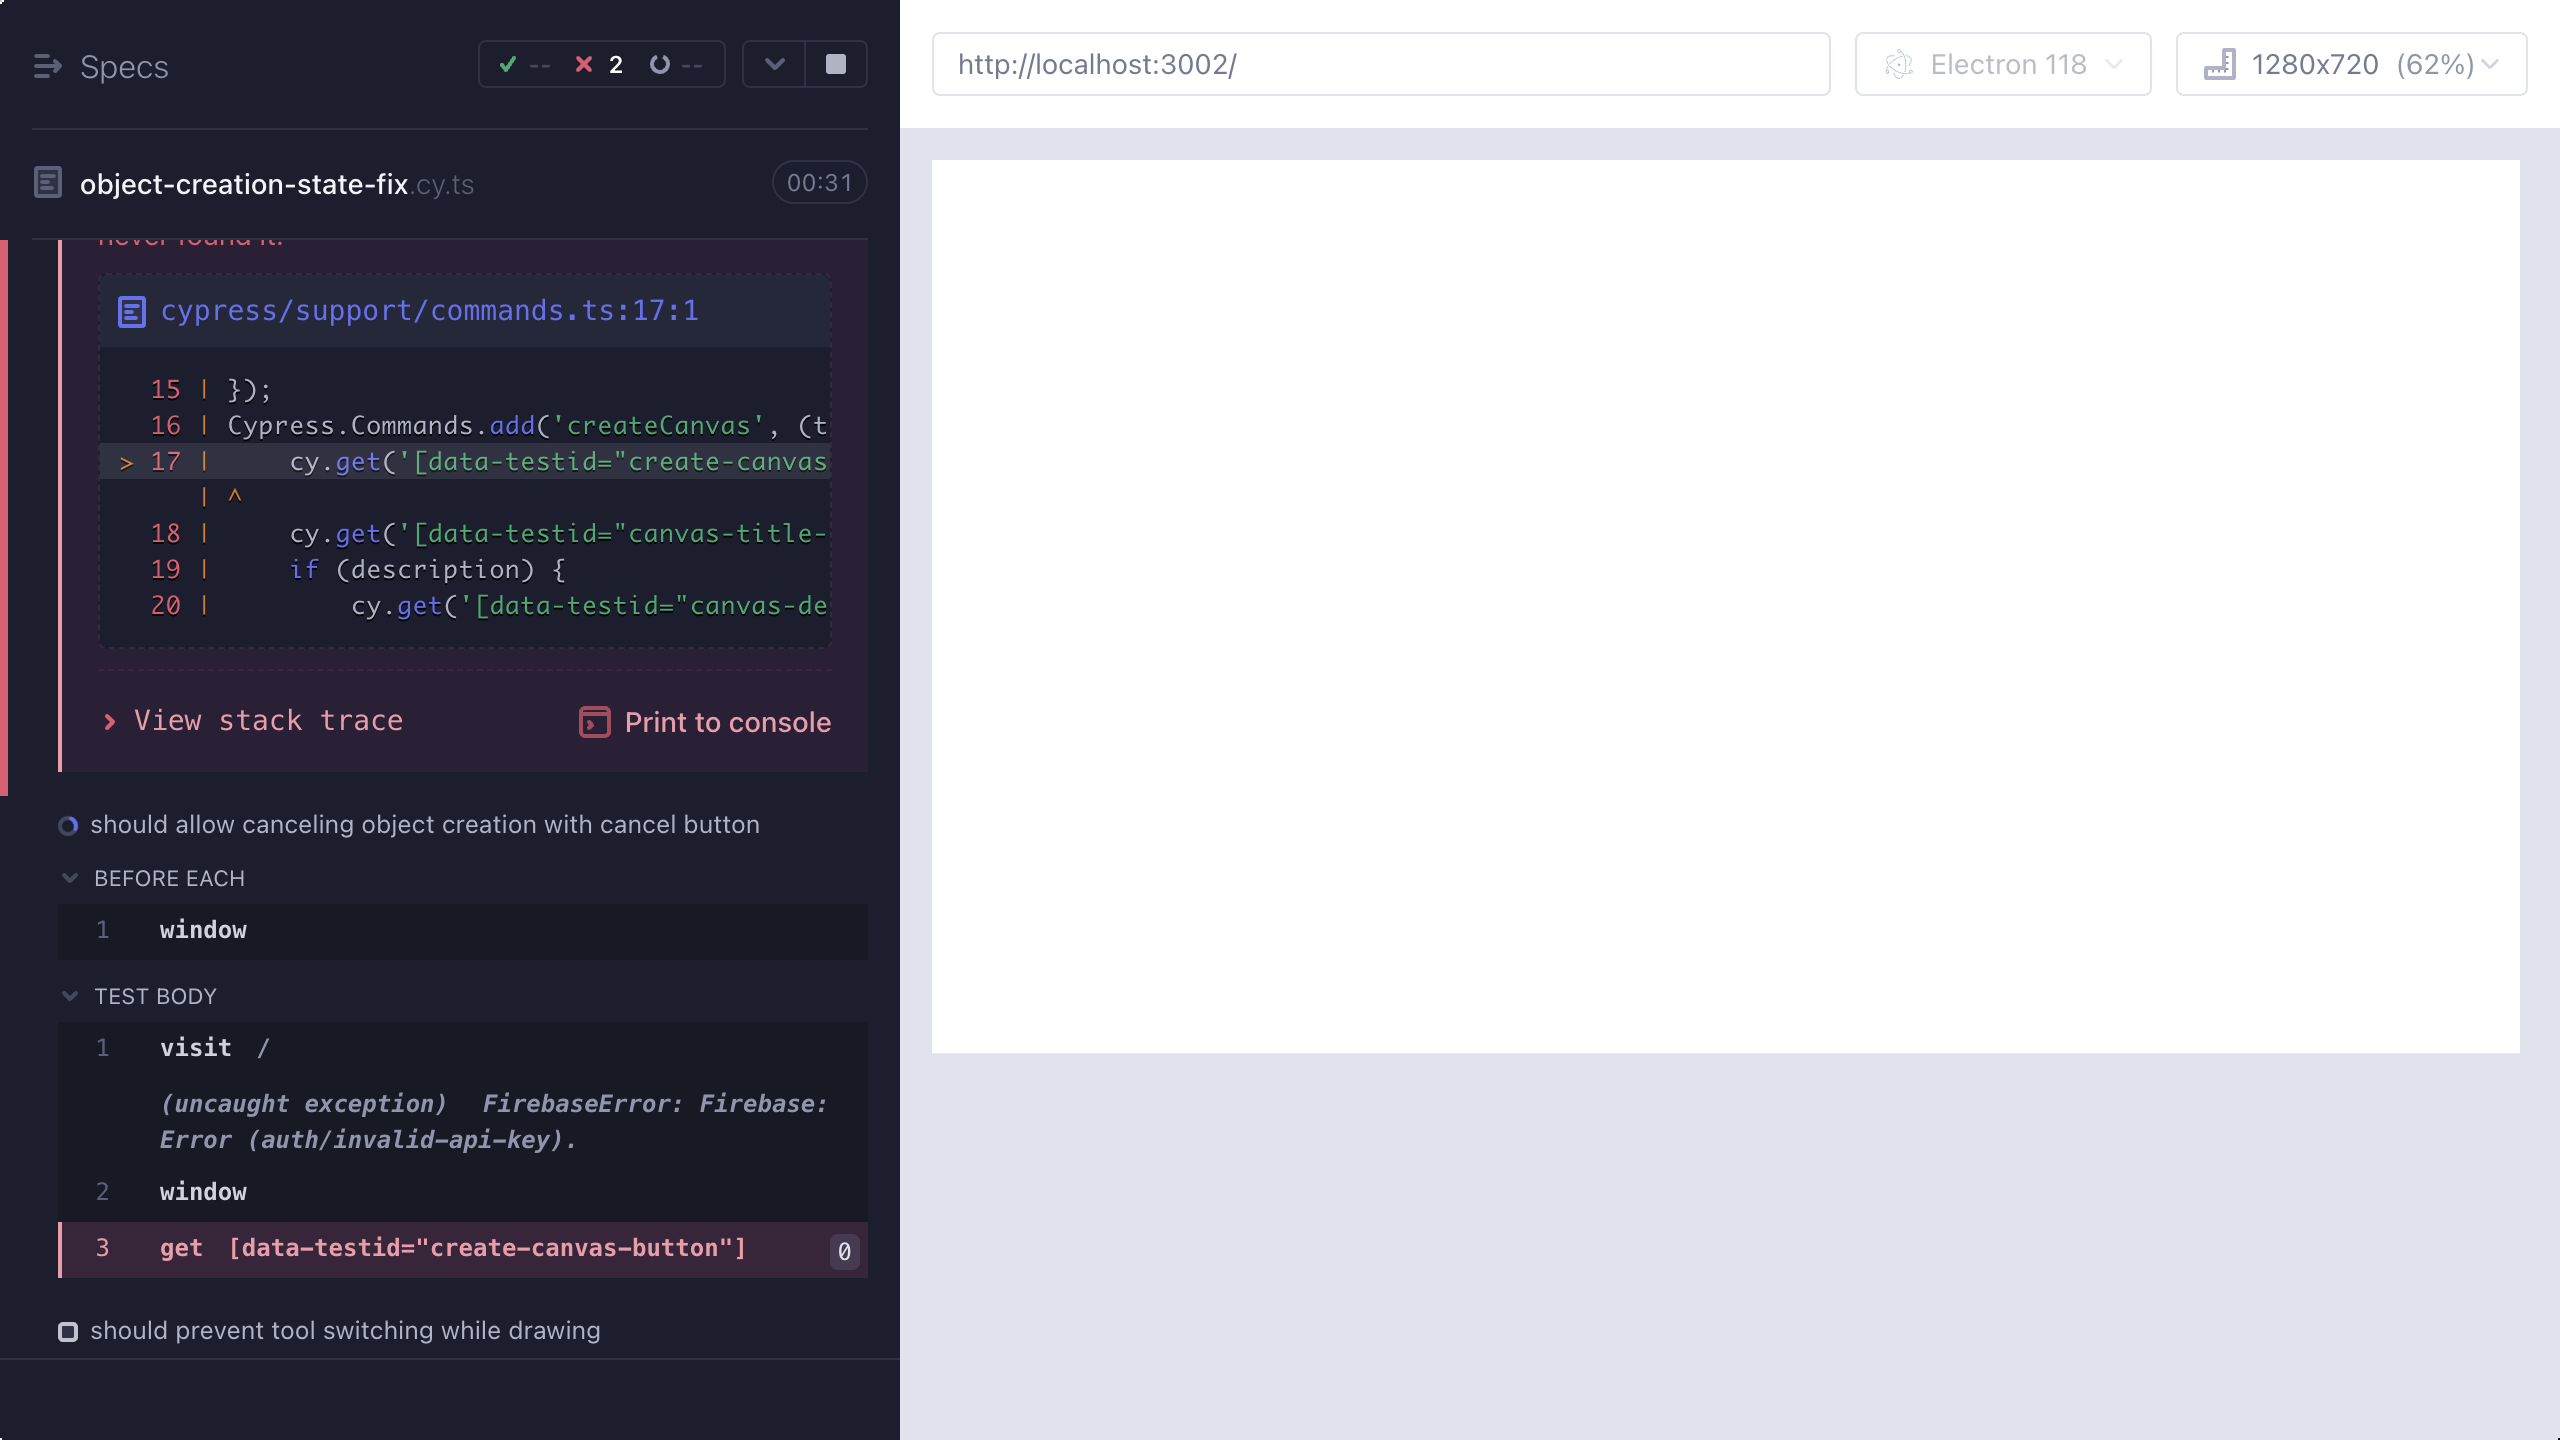 Specs
-- 2 --
object-creation-state-fix.cy.ts 00:31
never found it.
cypress/support/commands.ts:17:1
15 | });
16 | Cypress.Commands.add('createCanvas', (t
> 17 |     cy.get('[data-testid="create-canvas
| ^
18 |     cy.get('[data-testid="canvas-title-
19 |     if (description) {
20 |         cy.get('[data-testid="canvas-de
View stack trace Print to console
should allow canceling object creation with cancel button
BEFORE EACH
1 window
TEST BODY
1 visit /
(uncaught exception) FirebaseError: Firebase:
Error (auth/invalid-api-key).
2 window
3 get [data-testid="create-canvas-button"] 0
should prevent tool switching while drawing
http://localhost:3002/
Electron 118
1280x720 (62%)